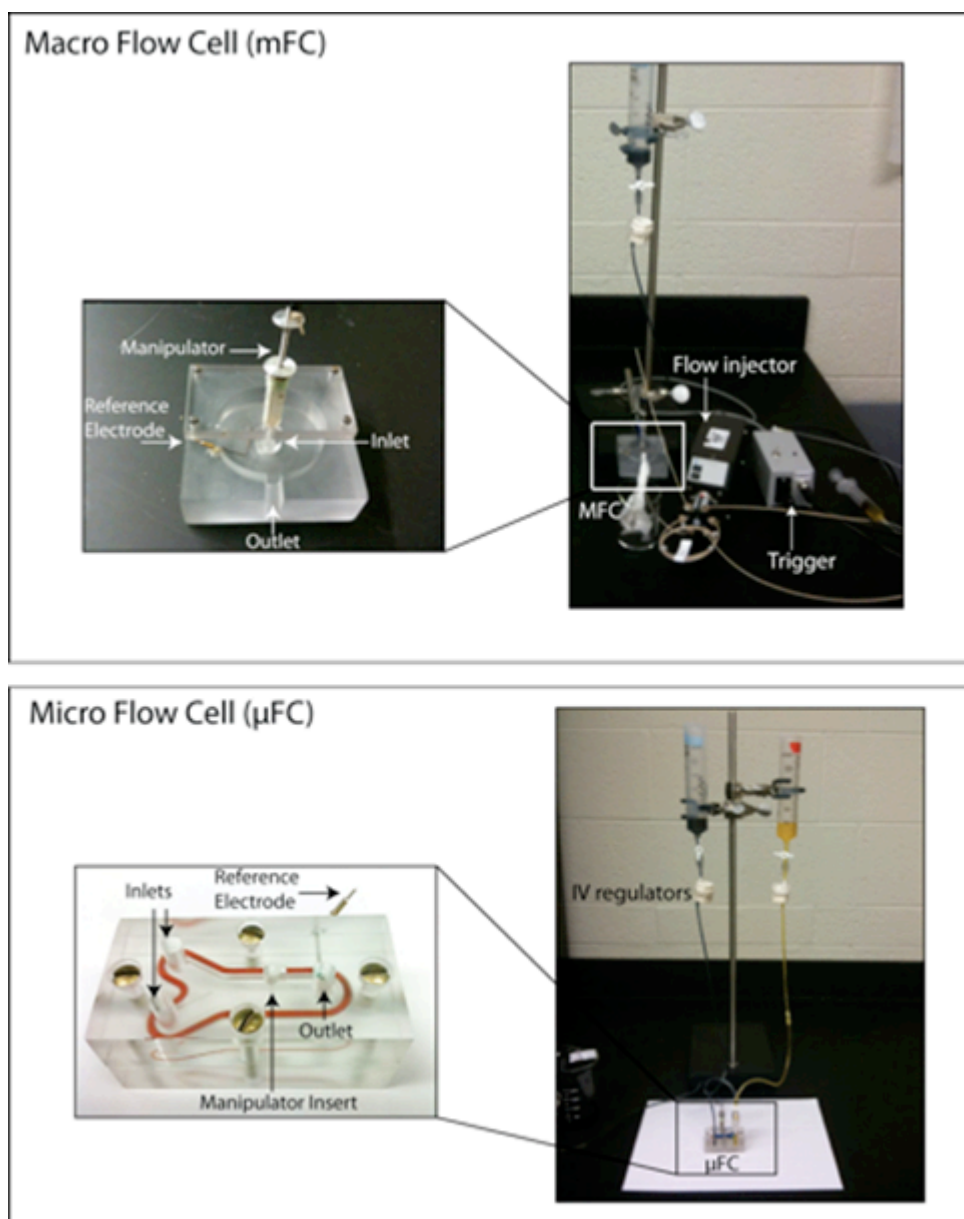 Macro Flow Cell (mFC)
Manipulator
Reference
Electrode
Inlet
Outlet
Flow injector
MFC
Trigger
Micro Flow Cell (μFC)
Inlets
Reference
Electrode
Outlet
Manipulator Insert
IV regulators
μFC